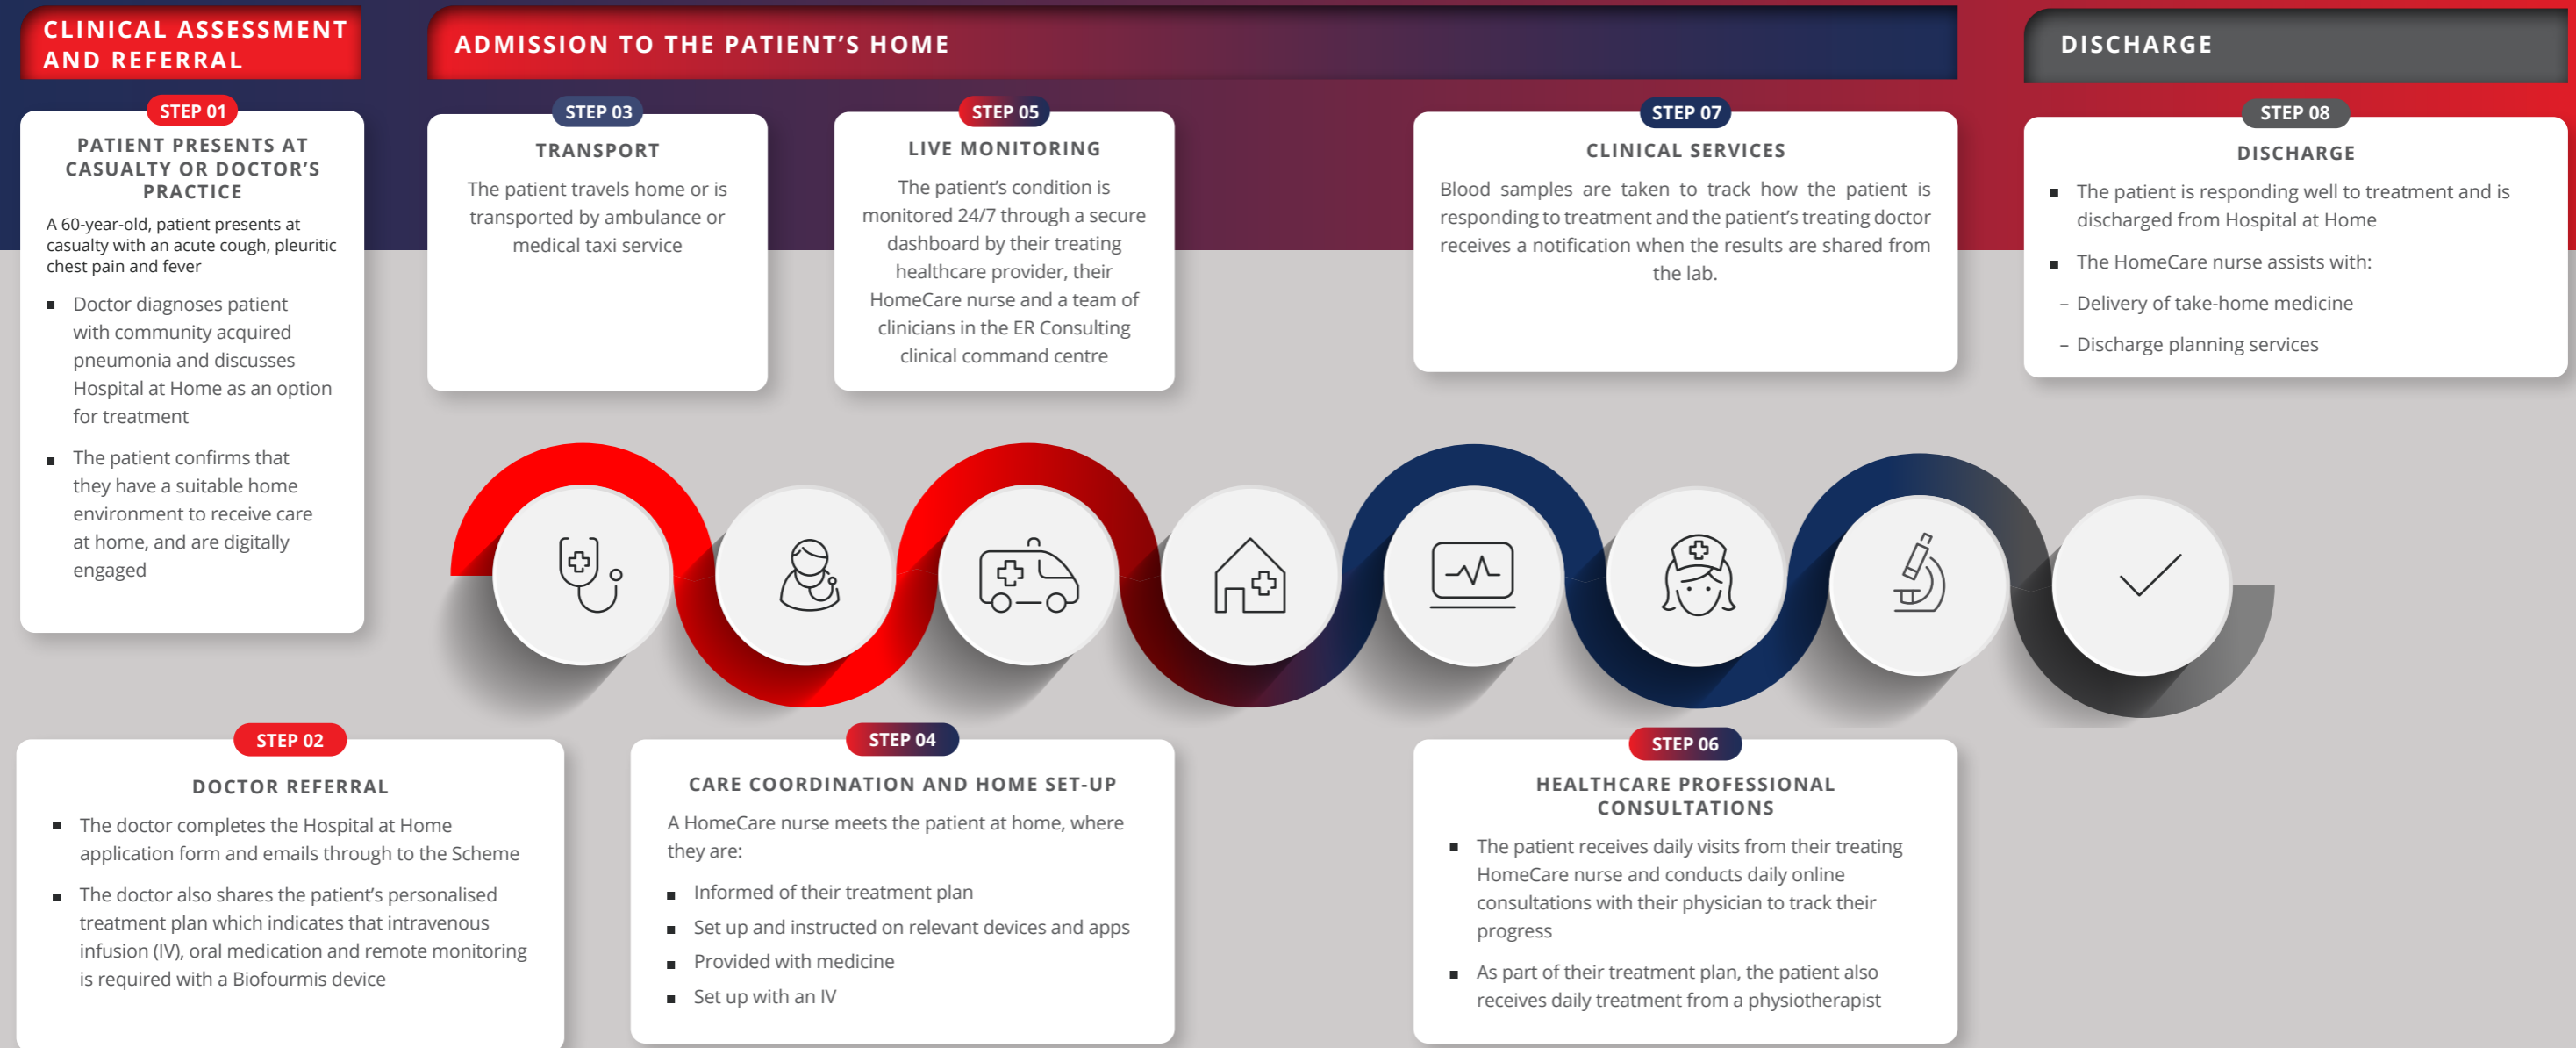 CLINICAL ASSESSMENT
AND REFERRAL
ADMISSION TO THE PATIENT’S HOME
DISCHARGE
STEP 01
PATIENT PRESENTS AT
CASUALTY OR DOCTOR’S
PRACTICE
A 60-year-old, patient presents at
casualty with an acute cough, pleuritic
chest pain and fever
▪ Doctor diagnoses patient
with community acquired
pneumonia and discusses
Hospital at Home as an option
for treatment
▪ The patient confirms that
they have a suitable home
environment to receive care
at home, and are digitally
engaged
STEP 02
DOCTOR REFERRAL
▪ The doctor completes the Hospital at Home
application form and emails through to the Scheme
▪ The doctor also shares the patient’s personalised
treatment plan which indicates that intravenous
infusion (IV), oral medication and remote monitoring
is required with a Biofourmis device
STEP 03
TRANSPORT
The patient travels home or is
transported by ambulance or
medical taxi service
STEP 04
CARE COORDINATION AND HOME SET-UP
A HomeCare nurse meets the patient at home, where
they are:
▪ Informed of their treatment plan
▪ Set up and instructed on relevant devices and apps
▪ Provided with medicine
▪ Set up with an IV
STEP 05
LIVE MONITORING
The patient’s condition is
monitored 24/7 through a secure
dashboard by their treating
healthcare provider, their
HomeCare nurse and a team of
clinicians in the ER Consulting
clinical command centre
STEP 06
HEALTHCARE PROFESSIONAL
CONSULTATIONS
▪ The patient receives daily visits from their treating
HomeCare nurse and conducts daily online
consultations with their physician to track their
progress
▪ As part of their treatment plan, the patient also
receives daily treatment from a physiotherapist
STEP 07
CLINICAL SERVICES
Blood samples are taken to track how the patient is
responding to treatment and the patient’s treating doctor
receives a notification when the results are shared from
the lab.
STEP 08
DISCHARGE
▪ The patient is responding well to treatment and is
discharged from Hospital at Home
▪ The HomeCare nurse assists with:
– Delivery of take-home medicine
– Discharge planning services